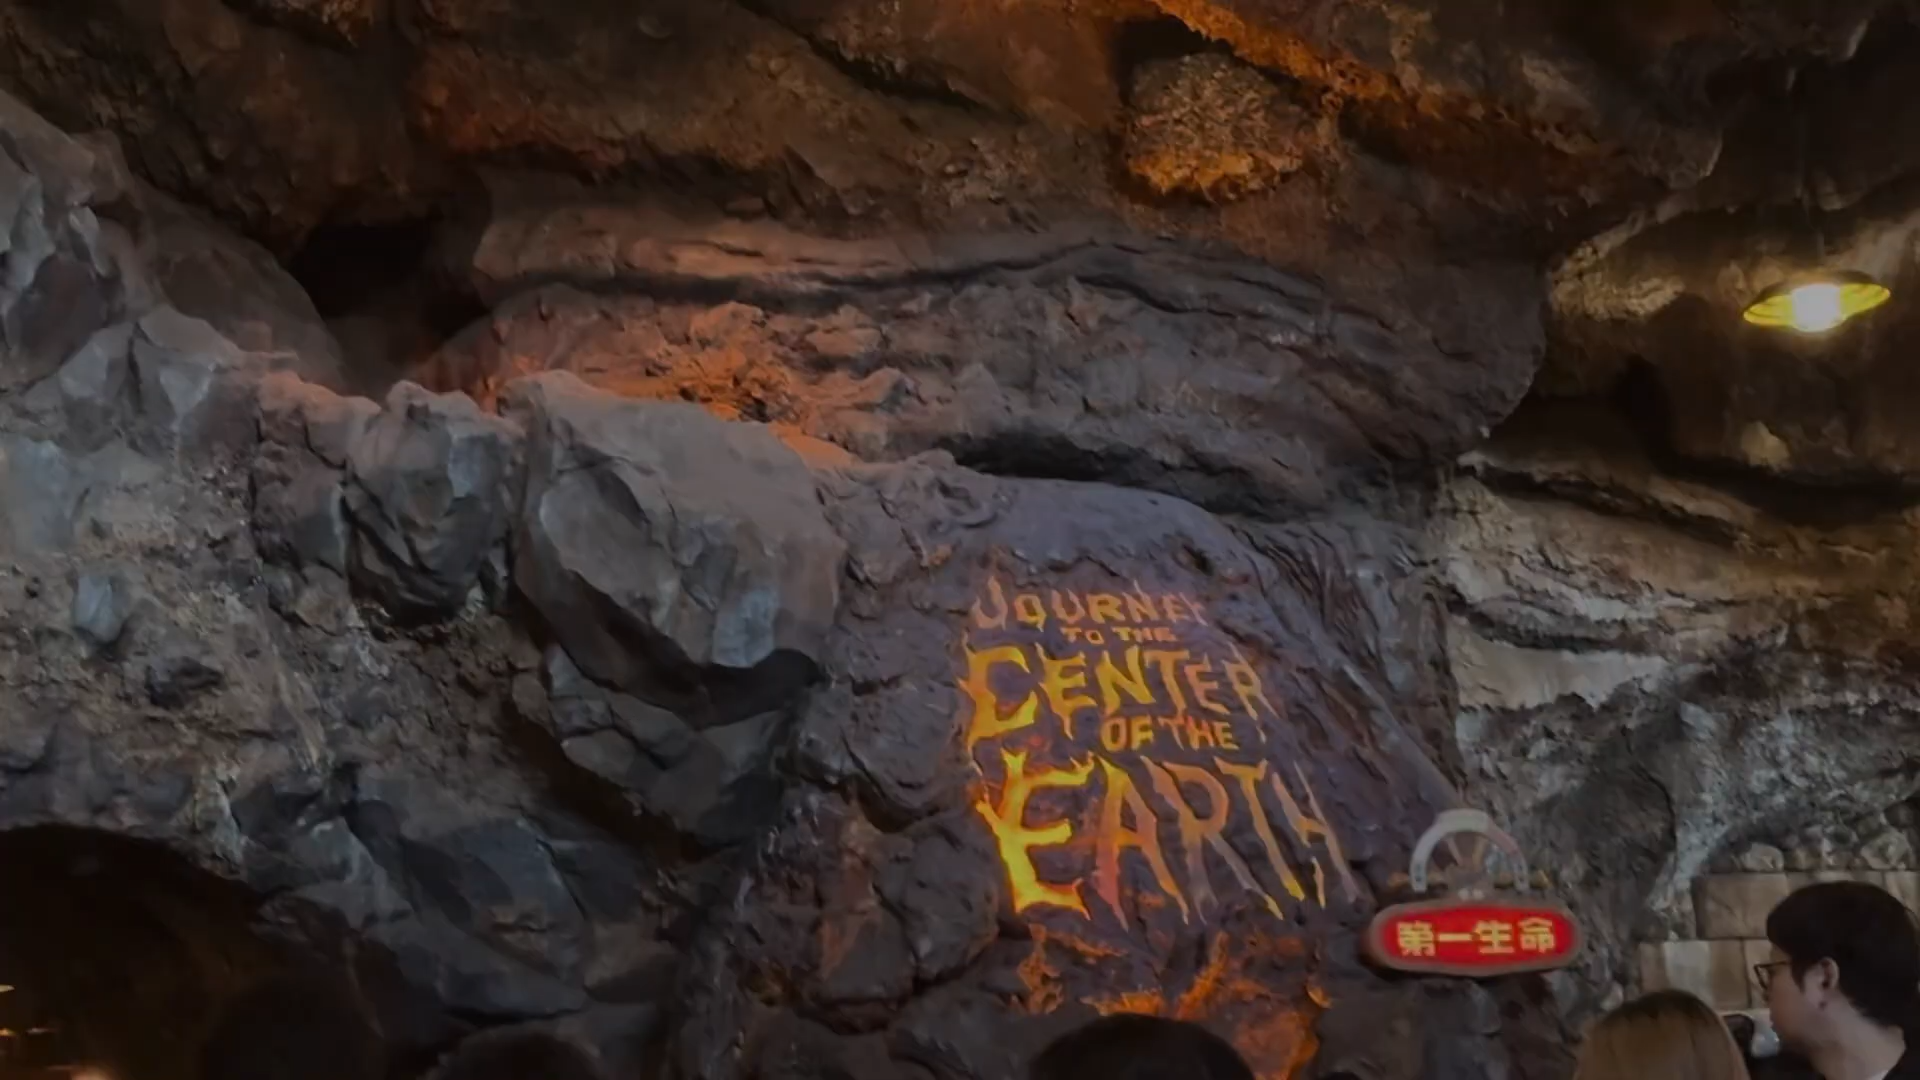 JOURNEY
TO THE
CENTER
OF THE
EARTH
第一生命